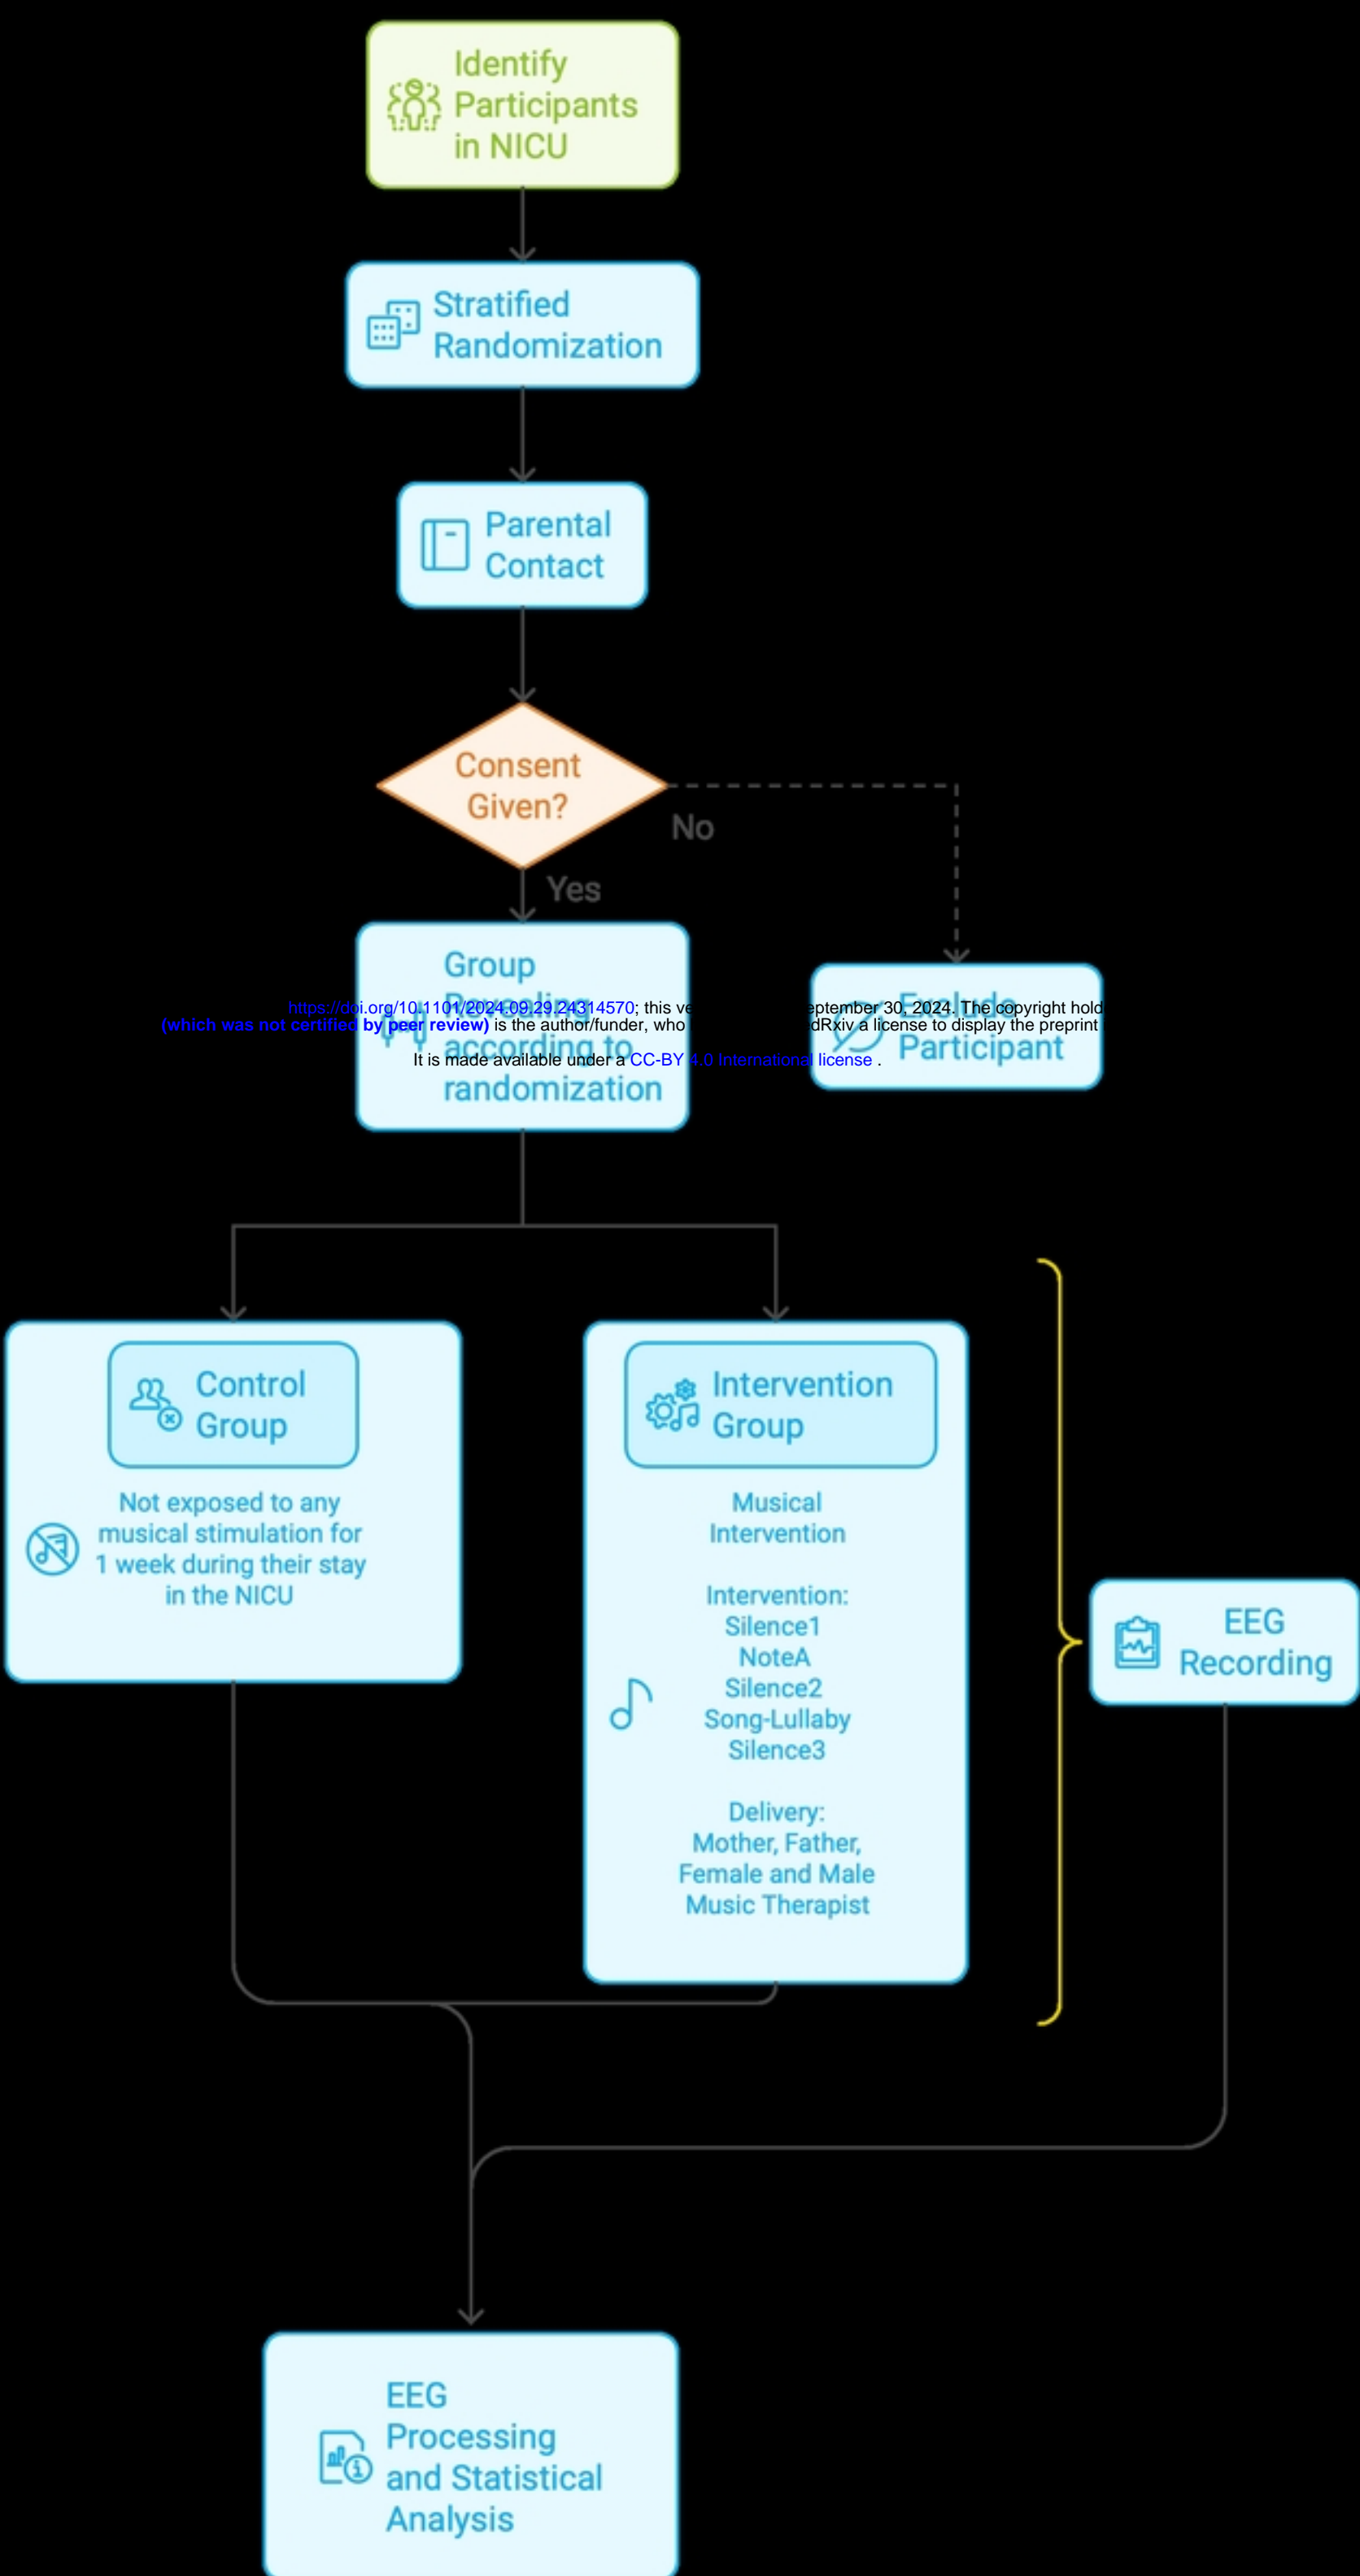 Identify
Participants
in NICU
Stratified
Randomization
Parental
Contact
Consent
Given?
No
Yes
Group
Revealing
according to
randomization
Exclude
Participant
https://doi.org/10.1101/2024.09.29.24314570; this ve
eptember 30, 2024. The copyright hold
(which was not certified by peer review) is the author/funder, who
dRxiv a license to display the preprint
It is made available under a CC-BY 4.0 International license .
Control
Group
Not exposed to any
musical stimulation for
1 week during their stay
in the NICU
Intervention
Group
Musical
Intervention
Intervention:
Silence1
NoteA
Silence2
Song-Lullaby
Silence3
Delivery:
Mother, Father,
Female and Male
Music Therapist
EEG
Recording
EEG
Processing
and Statistical
Analysis